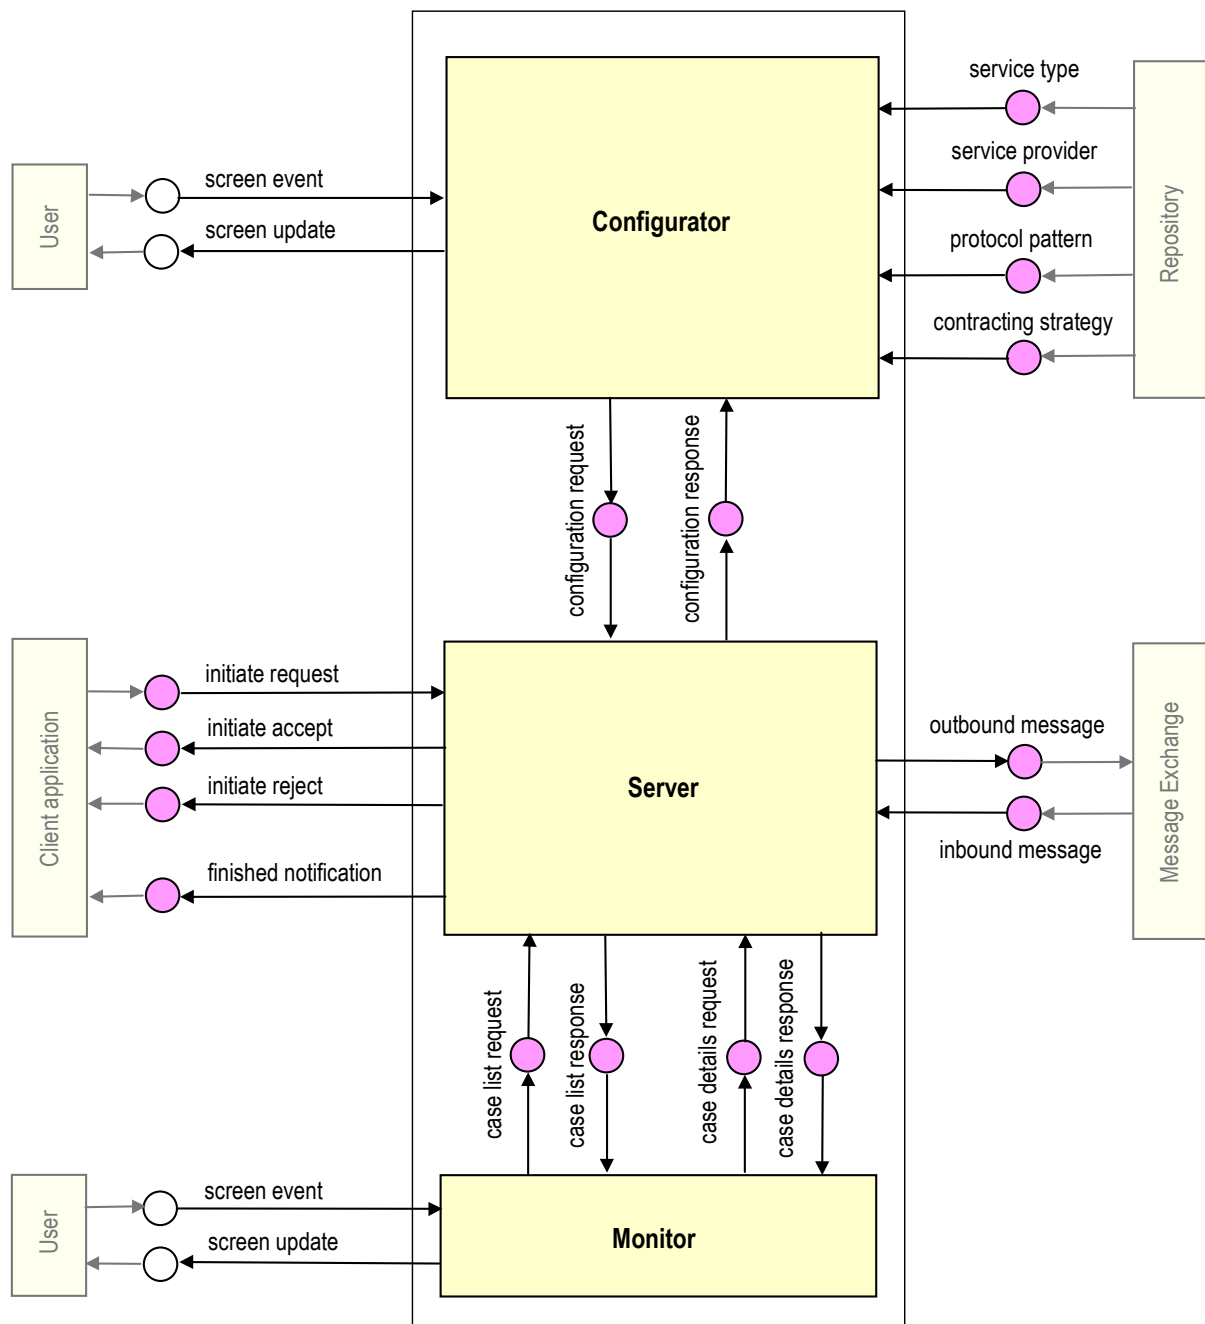 service type
service provider
protocol pattern
contracting strategy
User
screen event
screen update
Configurator
Repository
configuration request
configuration response
Client application
initiate request
initiate accept
initiate reject
finished notification
Server
outbound message
inbound message
Message Exchange
case list request
case list response
case details request
case details response
User
screen event
screen update
Monitor